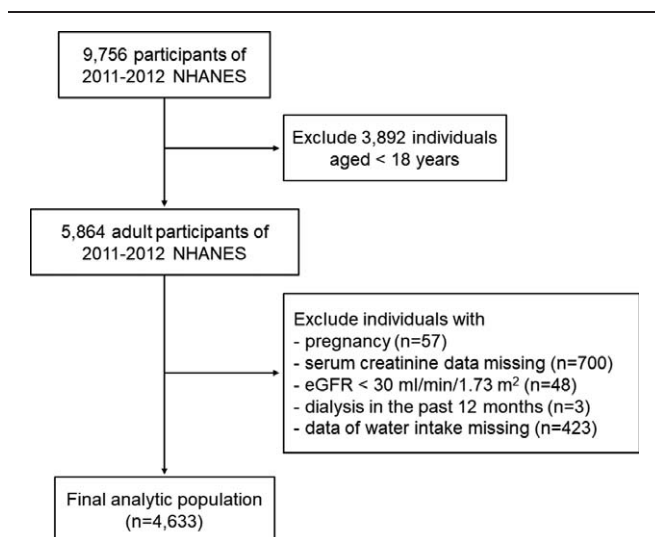 9,756 participants of
2011-2012 NHANES
Exclude 3,892 individuals
aged < 18 years
5,864 adult participants of
2011-2012 NHANES
Exclude individuals with
- pregnancy (n=57)
- serum creatinine data missing (n=700)
- eGFR < 30 ml/min/1.73 m² (n=48)
- dialysis in the past 12 months (n=3)
- data of water intake missing (n=423)
Final analytic population
(n=4,633)